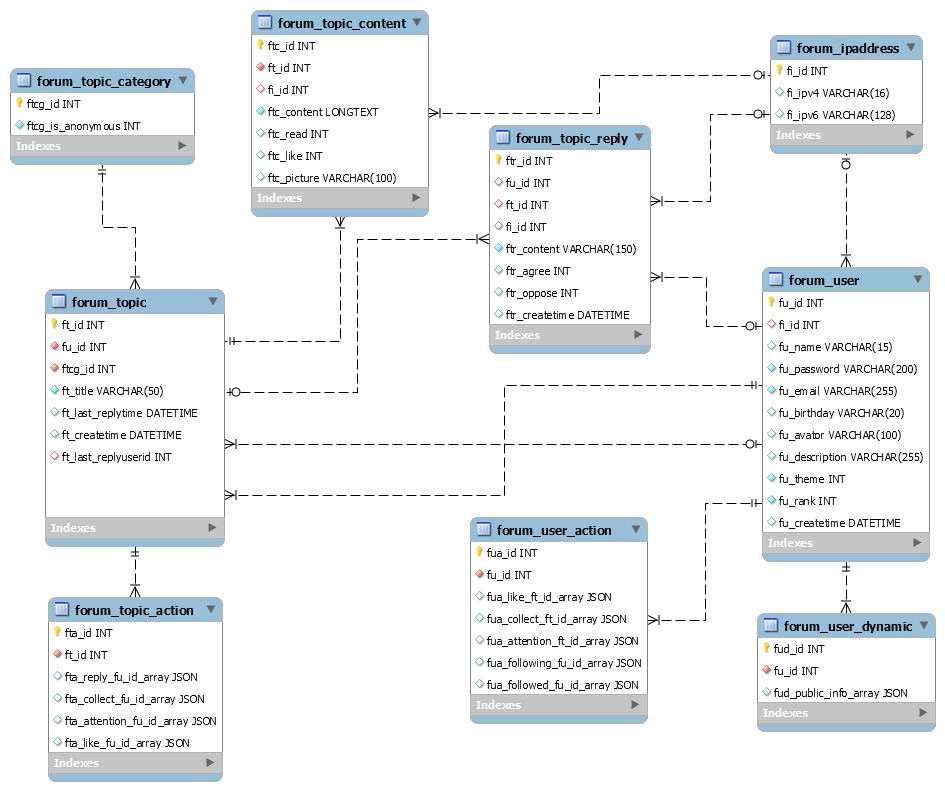 forum_topic_content
ftc_id INT
ft_id INT
fi_id INT
ftc_content LONGTEXT
ftc_read INT
ftc_like INT
ftc_picture VARCHAR(100)
Indexes
forum_ipaddress
fi_id INT
fi_ipv4 VARCHAR(16)
fi_ipv6 VARCHAR(128)
Indexes
forum_topic_category
ftcg_id INT
ftcg_is_anonymous INT
Indexes
forum_topic_reply
ftr_id INT
fu_id INT
ft_id INT
fi_id INT
ftr_content VARCHAR(150)
ftr_agree INT
ftr_oppose INT
ftr_createtime DATETIME
Indexes
forum_topic
ft_id INT
fu_id INT
ftcg_id INT
ft_title VARCHAR(50)
ft_last_replytime DATETIME
ft_createtime DATETIME
ft_last_replyuserid INT
Indexes
forum_user
fu_id INT
fi_id INT
fu_name VARCHAR(15)
fu_password VARCHAR(200)
fu_email VARCHAR(255)
fu_birthday VARCHAR(20)
fu_avator VARCHAR(100)
fu_description VARCHAR(255)
fu_theme INT
fu_rank INT
fu_createtime DATETIME
Indexes
forum_user_action
fua_id INT
fu_id INT
fua_like_ft_id_array JSON
fua_collect_ft_id_array JSON
fua_attention_ft_id_array JSON
fua_following_fu_id_array JSON
fua_followed_fu_id_array JSON
Indexes
forum_topic_action
fta_id INT
ft_id INT
fta_reply_fu_id_array JSON
fta_collect_fu_id_array JSON
fta_attention_fu_id_array JSON
fta_like_fu_id_array JSON
Indexes
forum_user_dynamic
fud_id INT
fu_id INT
fud_public_info_array JSON
Indexes